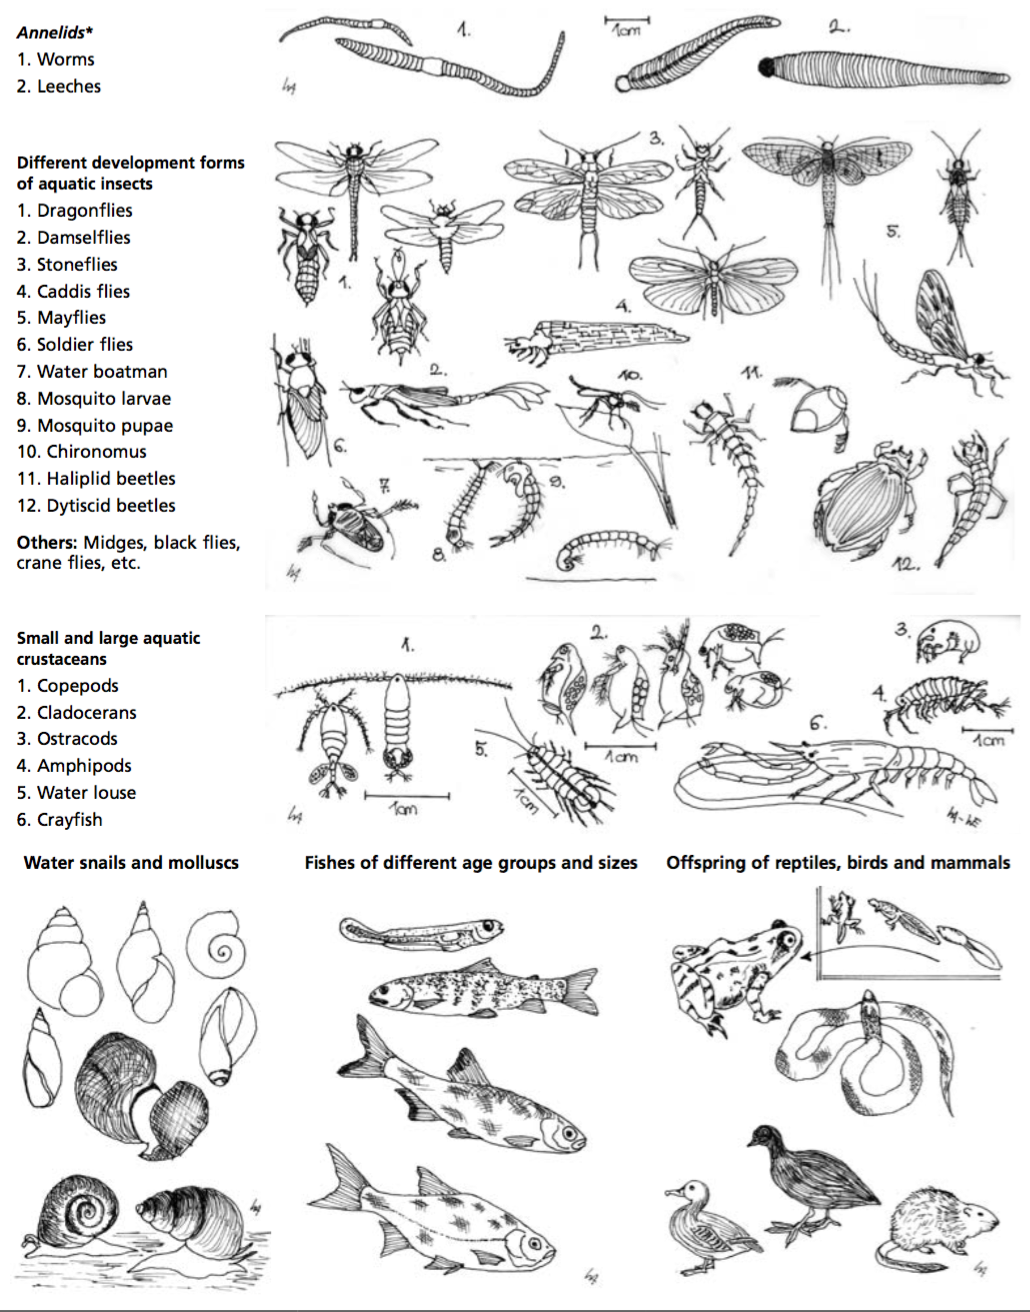 Annelids*
1. Worms
2. Leeches
1.
1cm
2.
Different development forms
of aquatic insects
1. Dragonflies
2. Damselflies
3. Stoneflies
4. Caddis flies
5. Mayflies
6. Soldier flies
7. Water boatman
8. Mosquito larvae
9. Mosquito pupae
10. Chironomus
11. Haliplid beetles
12. Dytiscid beetles
Others: Midges, black flies,
crane flies, etc.
3.
5.
1.
4.
2.
10.
11.
6.
7.
9.
8.
12.
Small and large aquatic
crustaceans
1. Copepods
2. Cladocerans
3. Ostracods
4. Amphipods
5. Water louse
6. Crayfish
1.
2.
3.
4.
1cm
5.
6.
1cm
1cm
1cm
Water snails and molluscs
Fishes of different age groups and sizes
Offspring of reptiles, birds and mammals